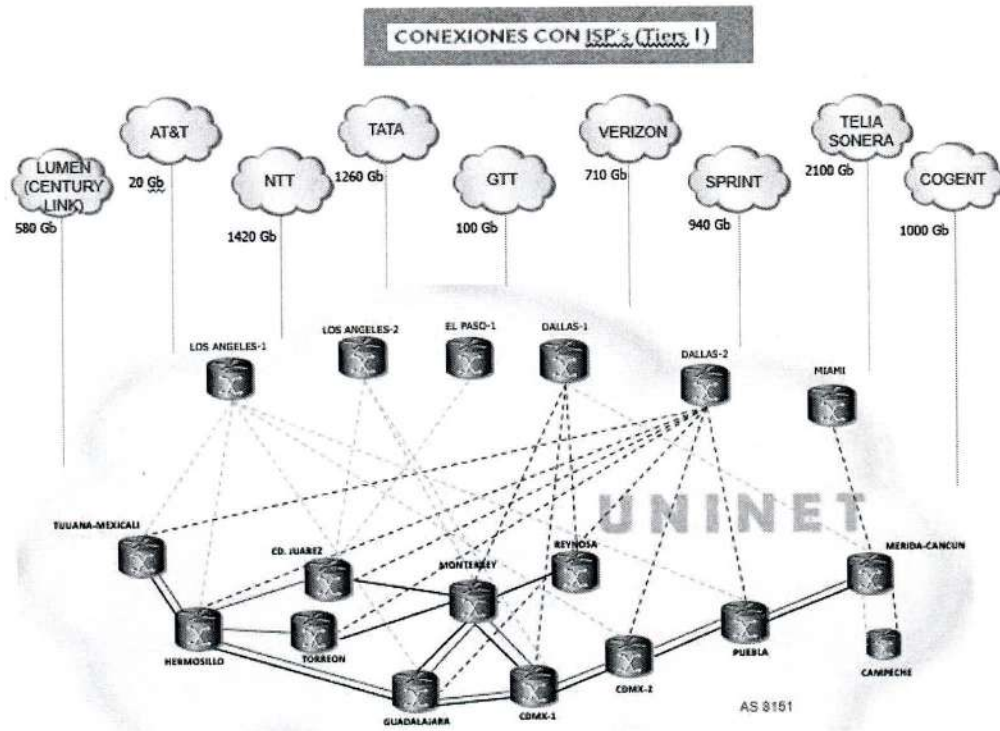 CONEXIONES CON ISP's (Tiers 1)
AT&T
TATA
VERIZON
TELIA
SONERA
LUMEN
(CENTURY
LINK)
NTT
GTT
SPRINT
COGENT
580 Gb
20 Gb
1420 Gb
1260 Gb
100 Gb
710 Gb
940 Gb
2100 Gb
1000 Gb
LOS ANGELES-1
LOS ANGELES-2
EL PASO-1
DALLAS-1
DALLAS-2
MIAMI
UNINET
TIJUANA-MEXICALI
CD. JUAREZ
MONTERREY
REYNOSA
MERIDA-CANCUN
HERMOSILLO
TORREON
GUADALAJARA
CDMX-1
CDMX-2
PUEBLA
CAMPECHE
AS 8151